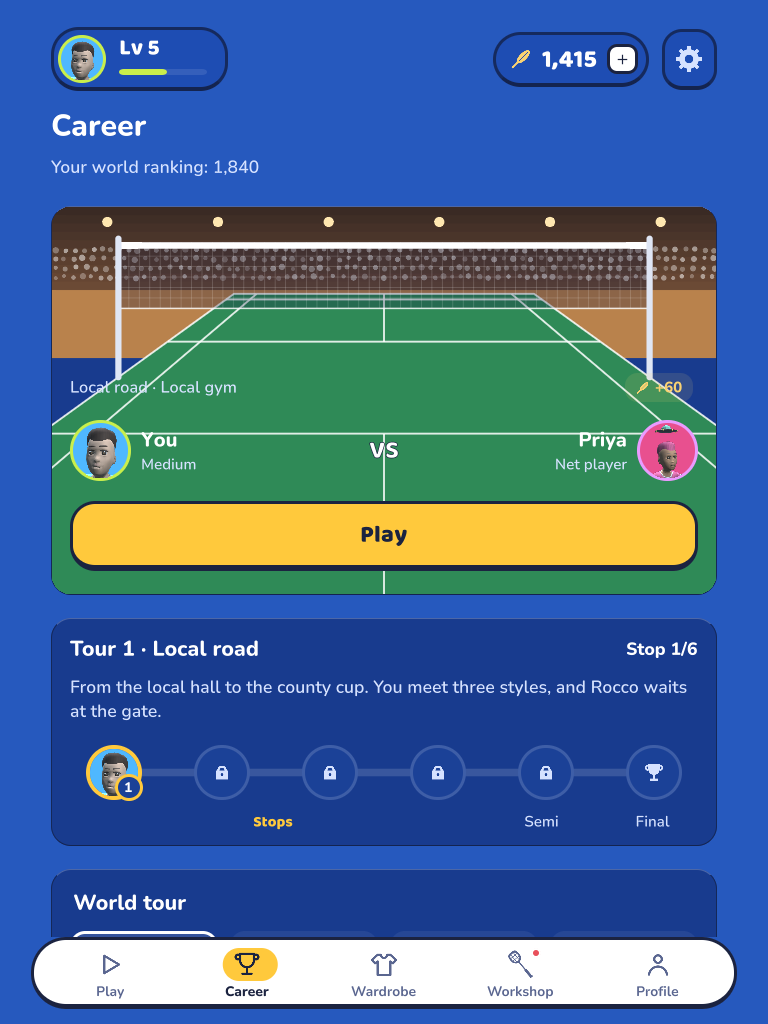 Lv 5
1,415
+
Career
Your world ranking: 1,840
Local road · Local gym
+60
You
Medium
VS
Priya
Net player
Play
Tour 1 · Local road
Stop 1/6
From the local hall to the county cup. You meet three styles, and Rocco waits
at the gate.
1
Stops
Semi
Final
World tour
Play
Career
Wardrobe
Workshop
Profile